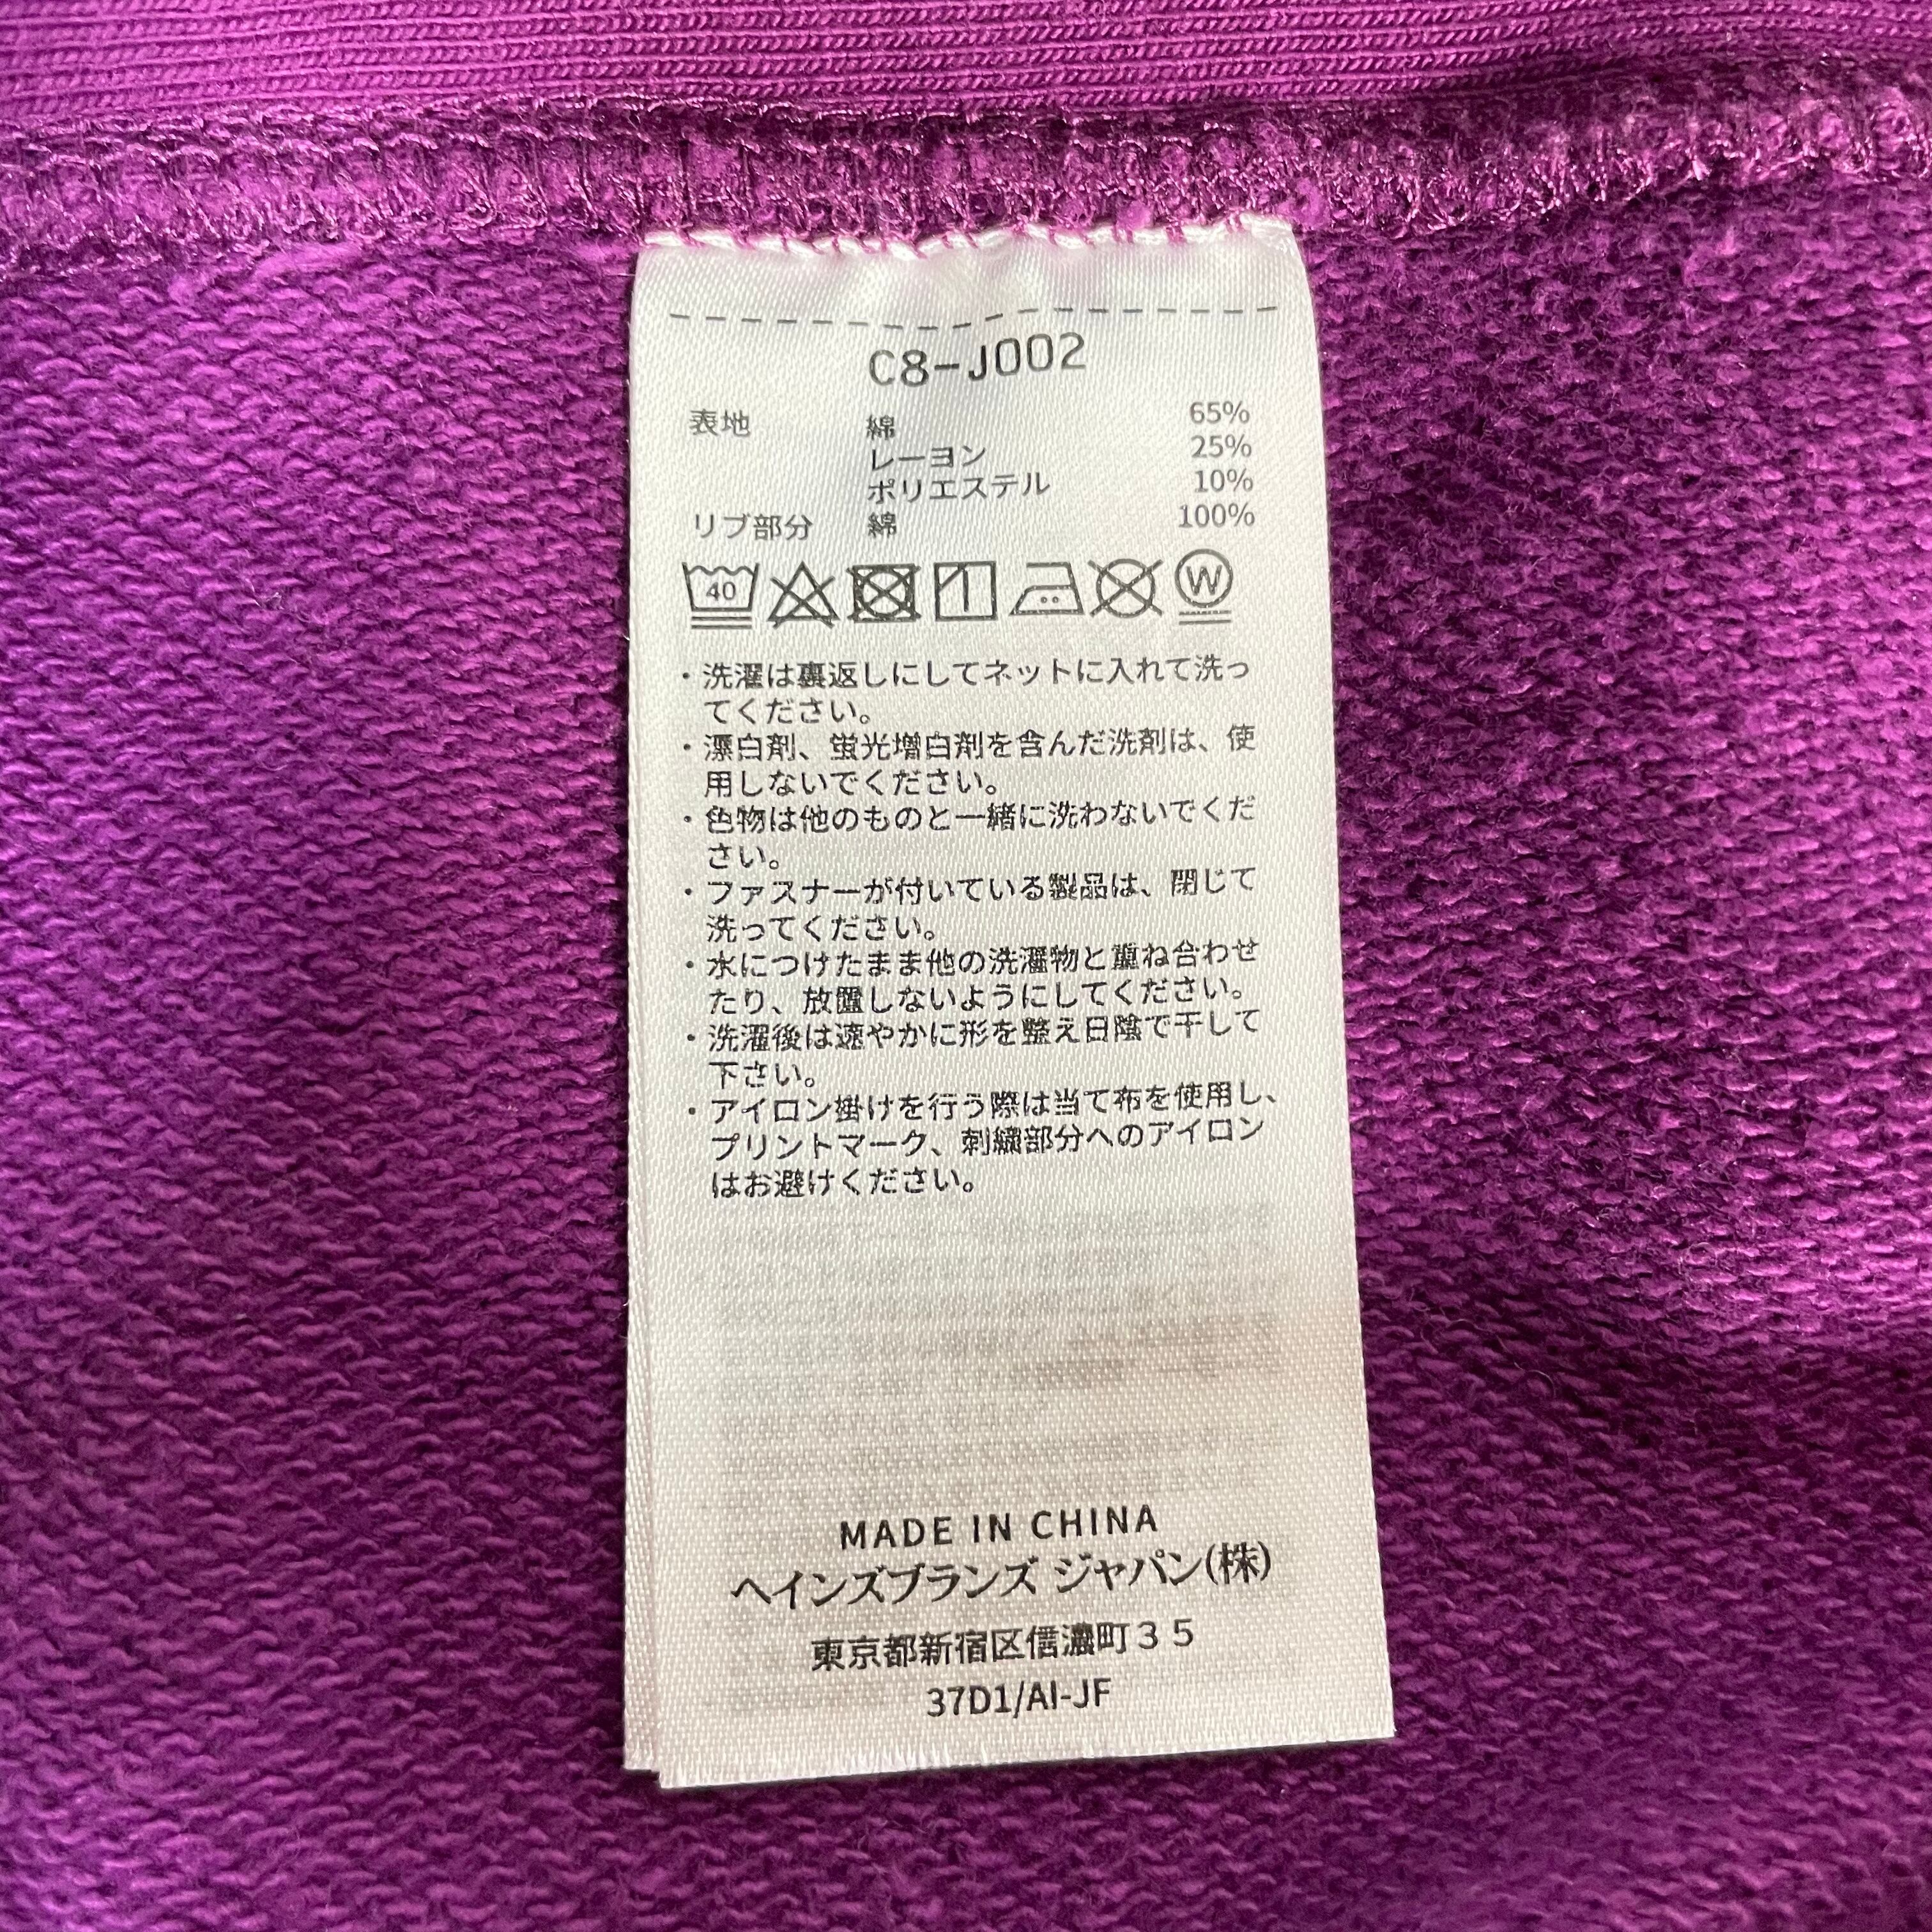 C8-J002
表地 綿 65%
レーヨン 25%
ポリエステル 10%
リブ部分 綿 100%
40 W
・洗濯は裏返しにしてネットに入れて洗っ
てください。
・漂白剤、蛍光増白剤を含んだ洗剤は、使
用しないでください。
・色物は他のものと一緒に洗わないでくだ
さい。
・ファスナーが付いている製品は、閉じて
洗ってください。
・水につけたまま他の洗濯物と重ね合わせ
たり、放置しないようにしてください。
・洗濯後は速やかに形を整え日陰で干して
下さい。
・アイロン掛けを行う際は当て布を使用し、
プリントマーク、刺繍部分へのアイロン
はお避けください。
MADE IN CHINA
ヘインズブランズ ジャパン(株)
東京都新宿区信濃町３５
37D1/AI-JF